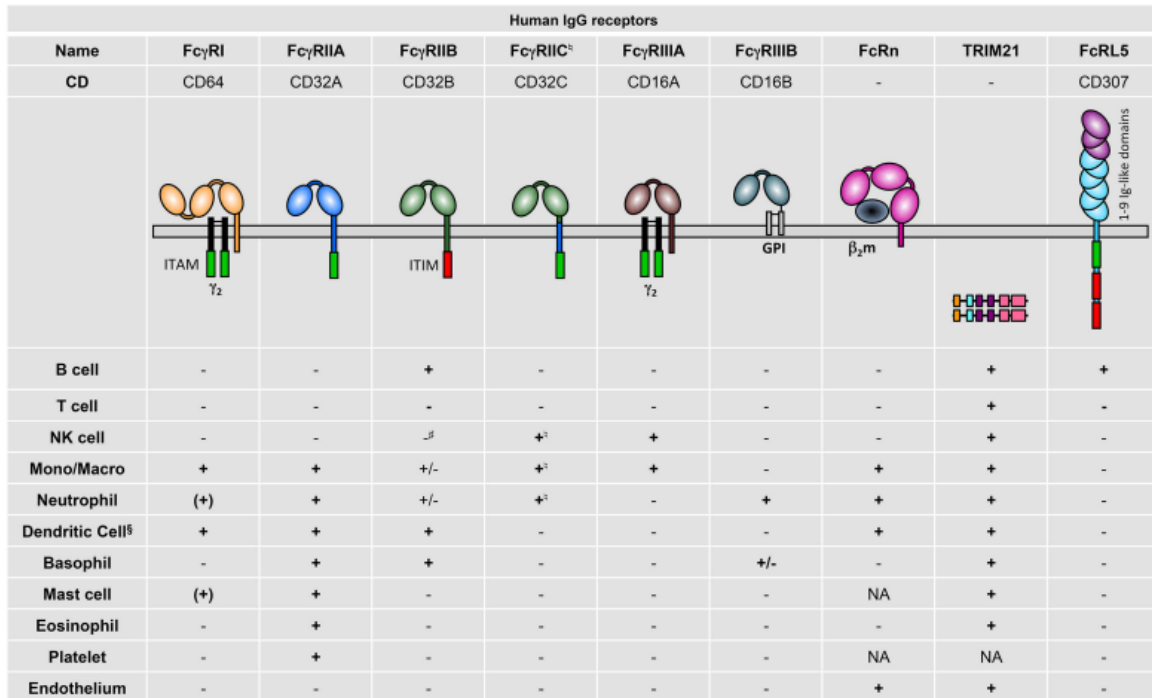 Human IgG receptors
Name FcγRI FcγRIIA FcγRIIB FcγRIIC♮ FcγRIIIA FcγRIIIB FcRn TRIM21 FcRL5
CD CD64 CD32A CD32B CD32C CD16A CD16B - - CD307
1-9 Ig-like domains
ITAM ITIM GPI β2m
γ2 γ2
B cell - - + - - - - + +
T cell - - - - - - - + -
NK cell - - -♯ +♮ + - - + -
Mono/Macro + + +/- +♮ + - + + -
Neutrophil (+) + +/- +♮ - + + + -
Dendritic Cell§ + + + - - - + + -
Basophil - + + - - +/- - + -
Mast cell (+) + - - - - NA + -
Eosinophil - + - - - - - + -
Platelet - + - - - - NA NA -
Endothelium - - - - - - + + -